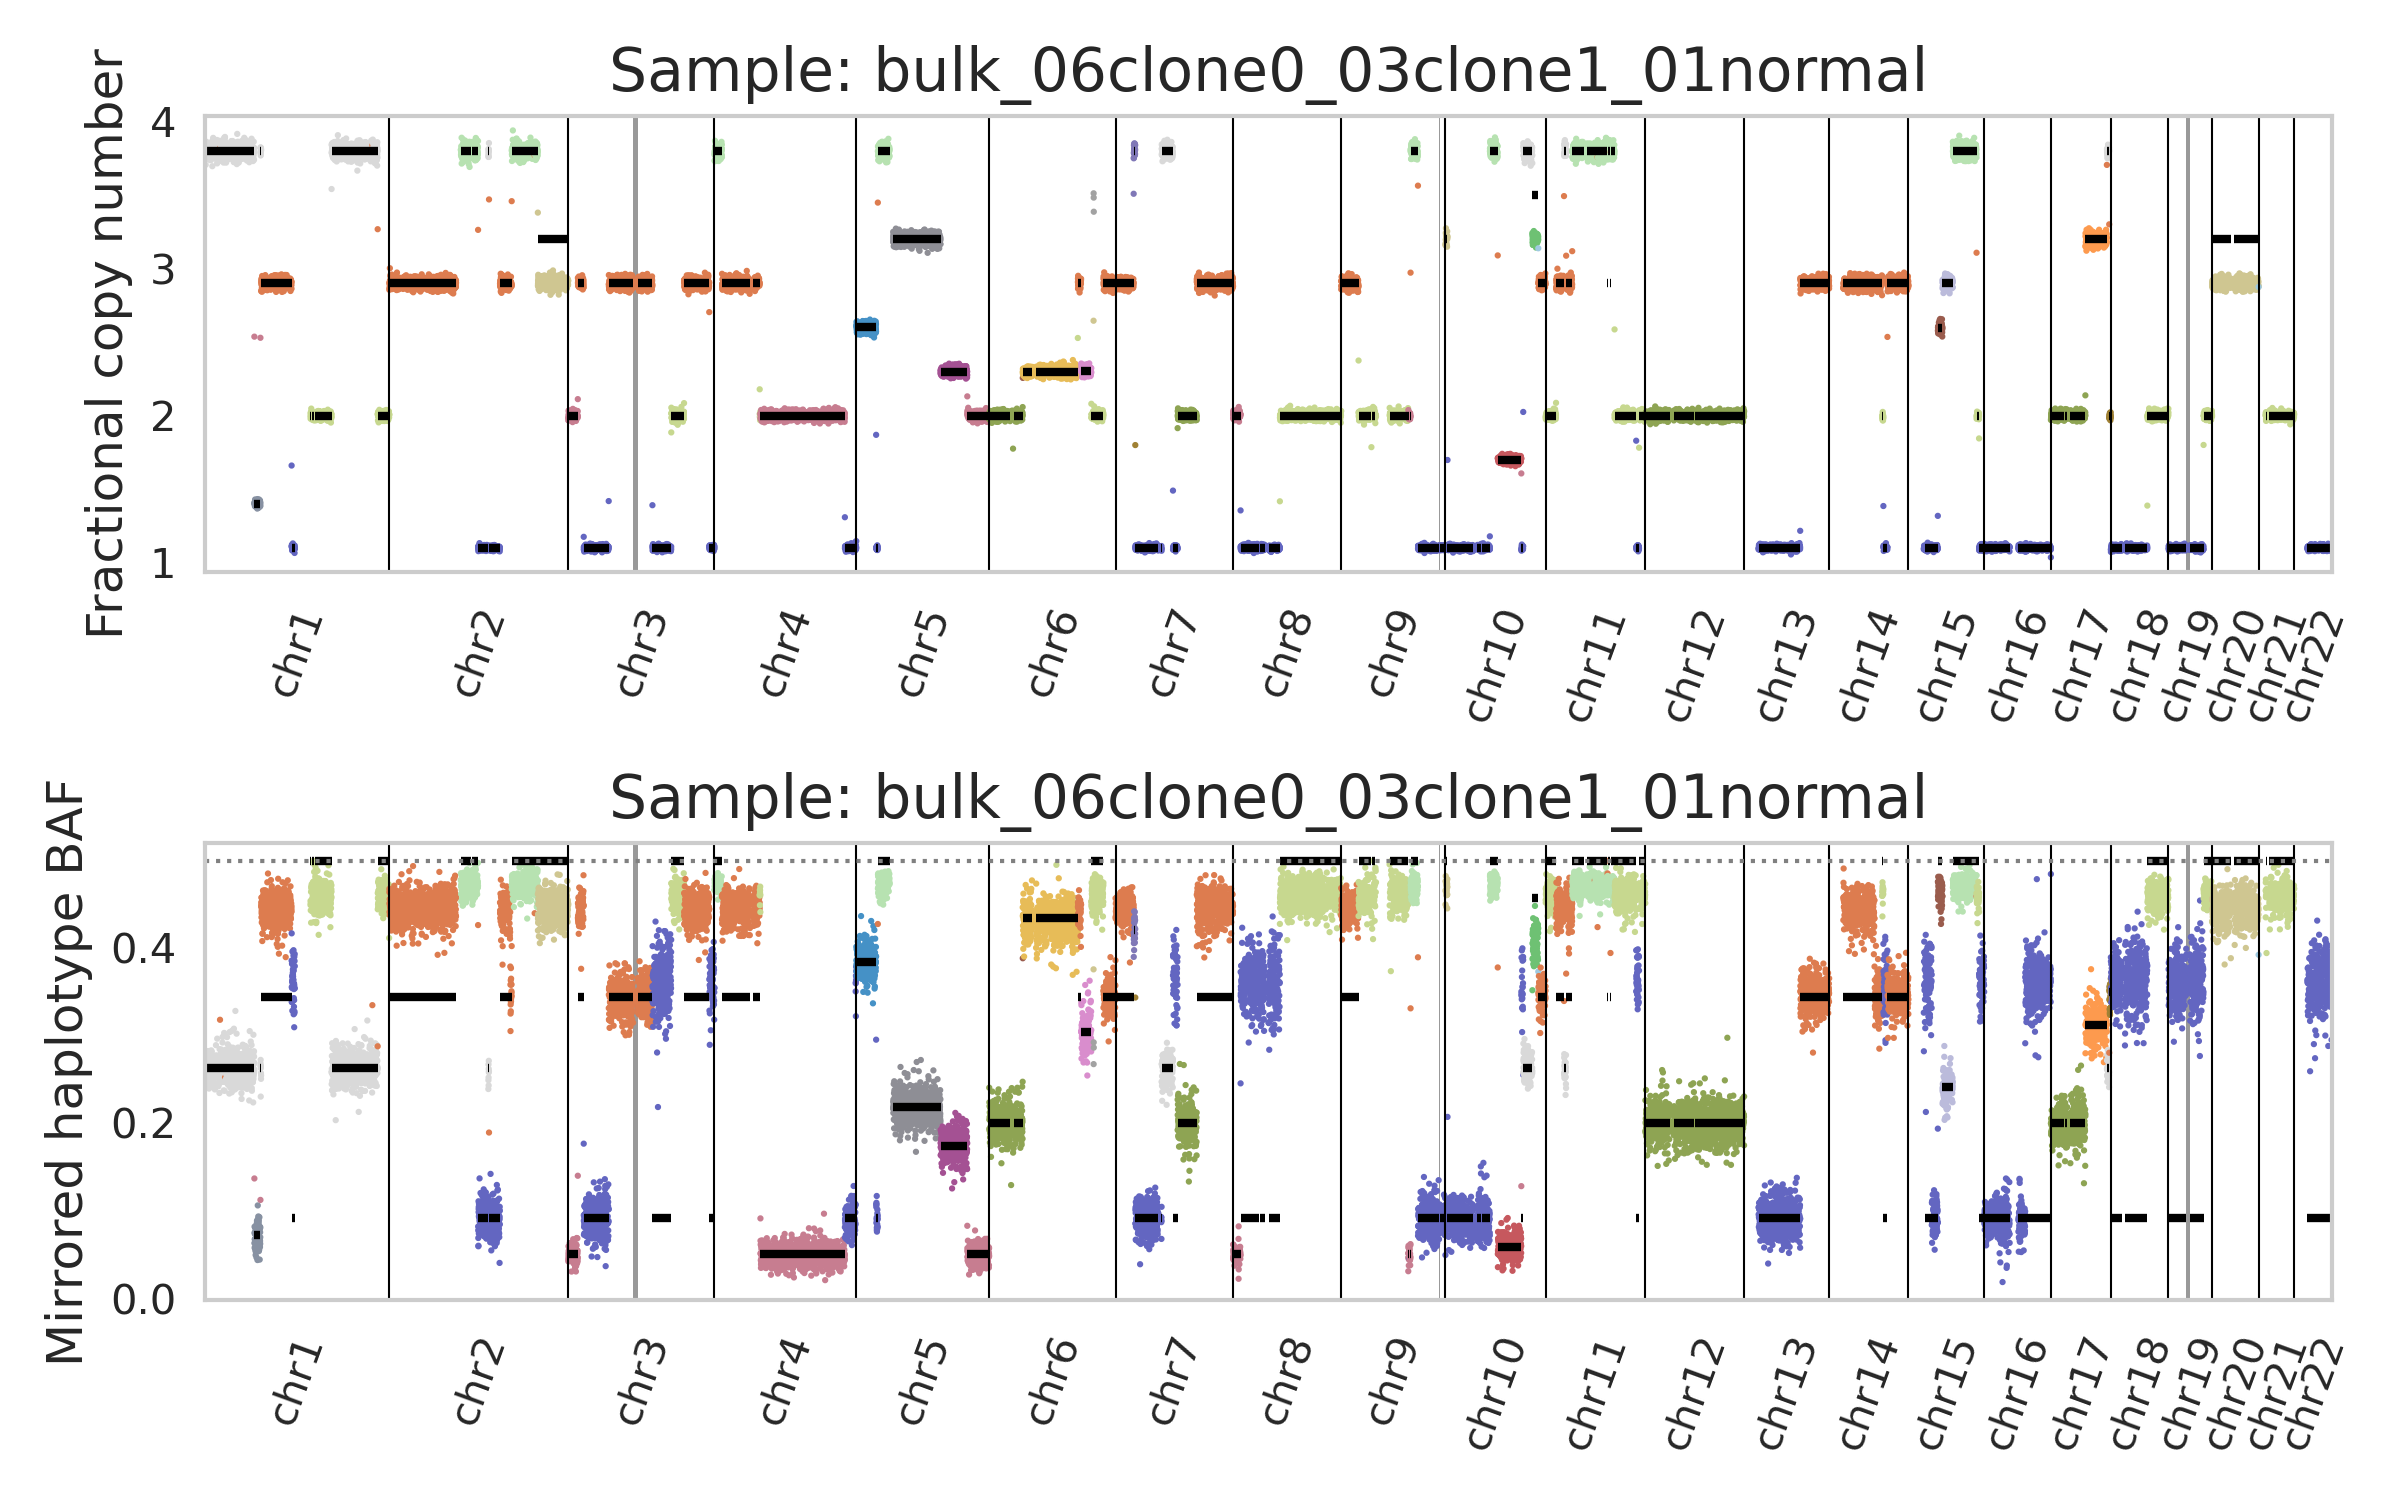 Sample: bulk_06clone0_03clone1_01normal
Fractional copy number
4
3
2
1
chr1
chr2
chr3
chr4
chr5
chr6
chr7
chr8
chr9
chr10
chr11
chr12
chr13
chr14
chr15
chr16
chr17
chr18
chr19
chr20
chr21
chr22
Sample: bulk_06clone0_03clone1_01normal
Mirrored haplotype BAF
0.4
0.2
0.0
chr1
chr2
chr3
chr4
chr5
chr6
chr7
chr8
chr9
chr10
chr11
chr12
chr13
chr14
chr15
chr16
chr17
chr18
chr19
chr20
chr21
chr22